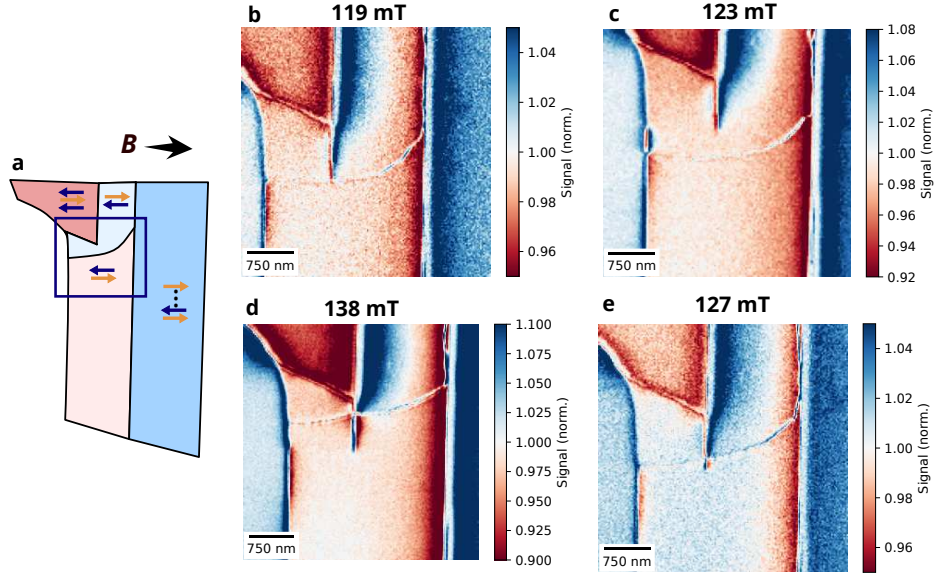 b
119 mT
1.04
1.02
1.00
0.98
0.96
Signal (norm.)
750 nm
c
123 mT
1.08
1.06
1.04
1.02
1.00
0.98
0.96
0.94
0.92
Signal (norm.)
750 nm
B
a
d
138 mT
1.100
1.075
1.050
1.025
1.000
0.975
0.950
0.925
0.900
Signal (norm.)
750 nm
e
127 mT
1.04
1.02
1.00
0.98
0.96
Signal (norm.)
750 nm